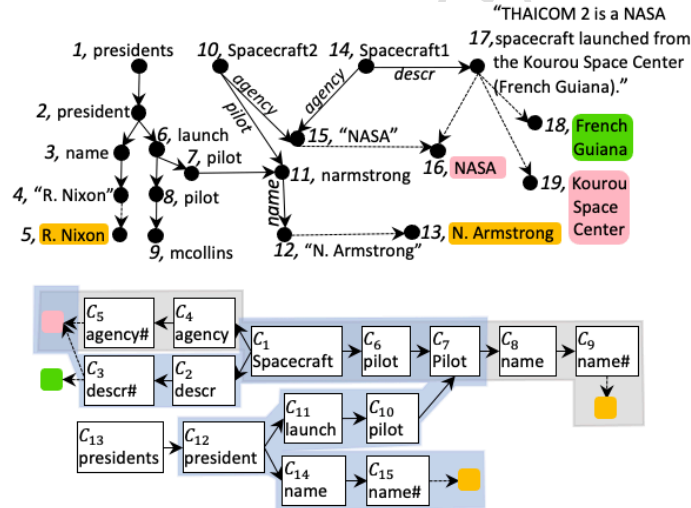 "THAICOM 2 is a NASA
1, presidents 10, Spacecraft2 14, Spacecraft1 17, spacecraft launched from
the Kourou Space Center
(French Guiana)."
agency
pilot
agency
descr
2, president
6, launch
18, French
Guiana
3, name
7, pilot
15, "NASA"
16, NASA
11, narmstrong
19, Kourou
Space
Center
4, "R. Nixon"
8, pilot
name
5, R. Nixon
9, mcollins
12, "N. Armstrong"
13, N. Armstrong
C5
agency#
C4
agency
C1
Spacecraft
C6
pilot
C7
Pilot
C8
name
C9
name#
C3
descr#
C2
descr
C11
launch
C10
pilot
C13
presidents
C12
president
C14
name
C15
name#